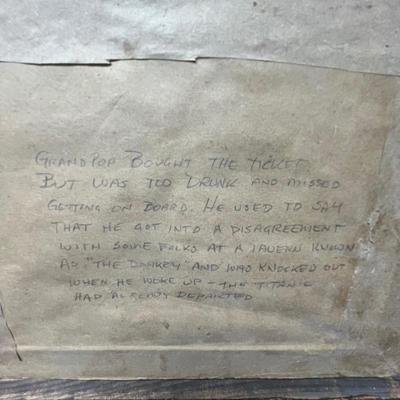 GRANDPOP BOUGHT THE TICKET
BUT WAS TOO DRUNK AND MISSED
GETTING ON BOARD. HE USED TO SAY
THAT HE GOT INTO A DISAGREEMENT
WITH SOME FOLKS AT A TAVERN KNOWN
AS "THE DONKEY" AND WAS KNOCKED OUT
WHEN HE WOKE UP - THE TITANIC
HAD ALREADY DEPARTED